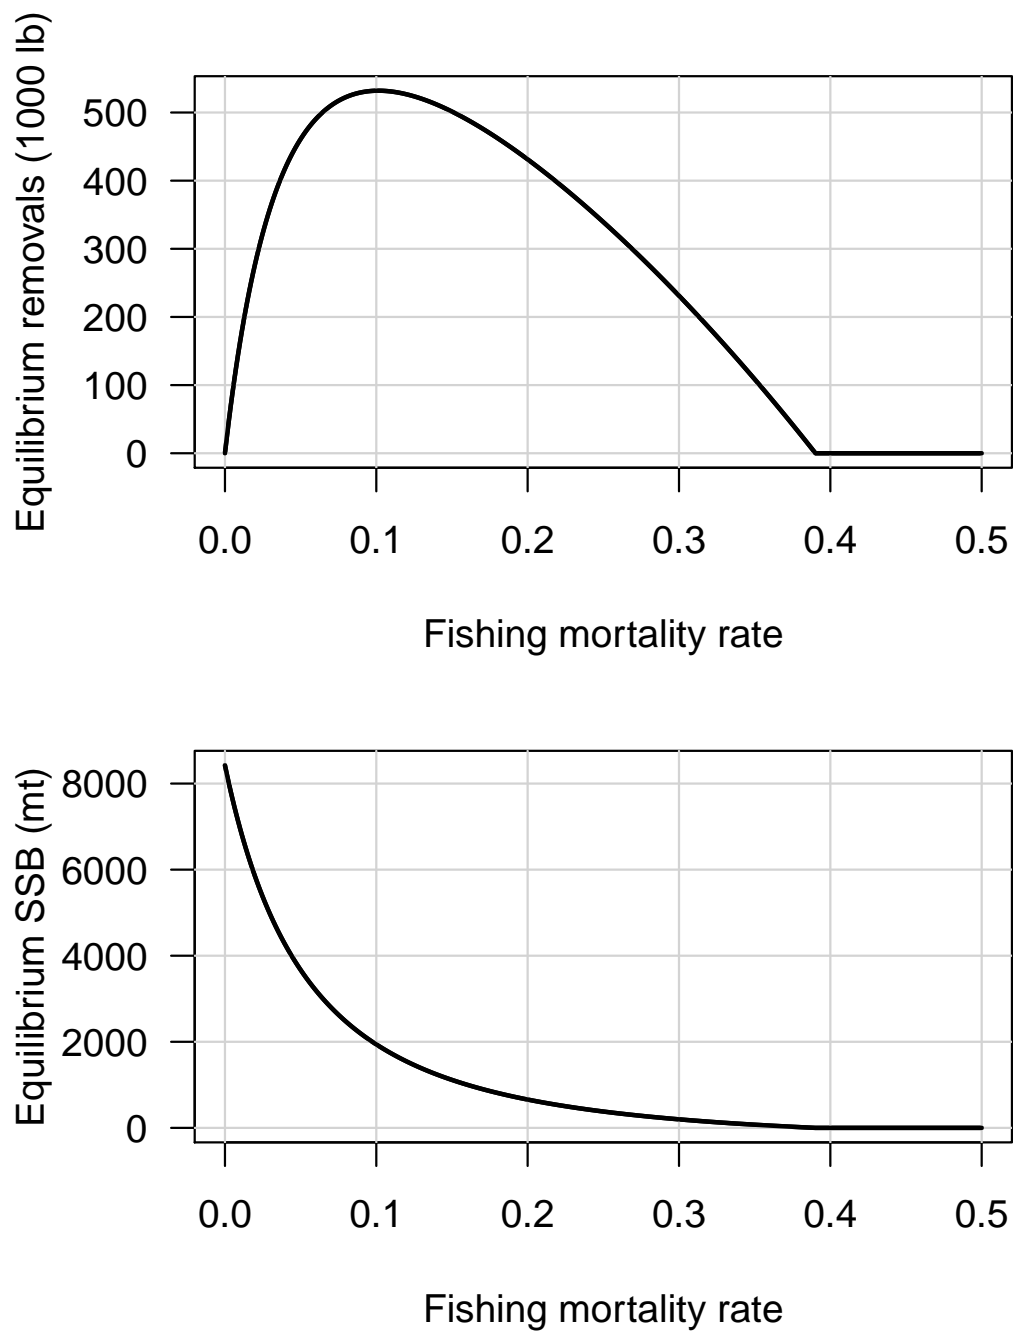 Equilibrium removals (1000 lb)
500
400
300
200
100
0
0.0 0.1 0.2 0.3 0.4 0.5
Fishing mortality rate
Equilibrium SSB (mt)
8000
6000
4000
2000
0
0.0 0.1 0.2 0.3 0.4 0.5
Fishing mortality rate